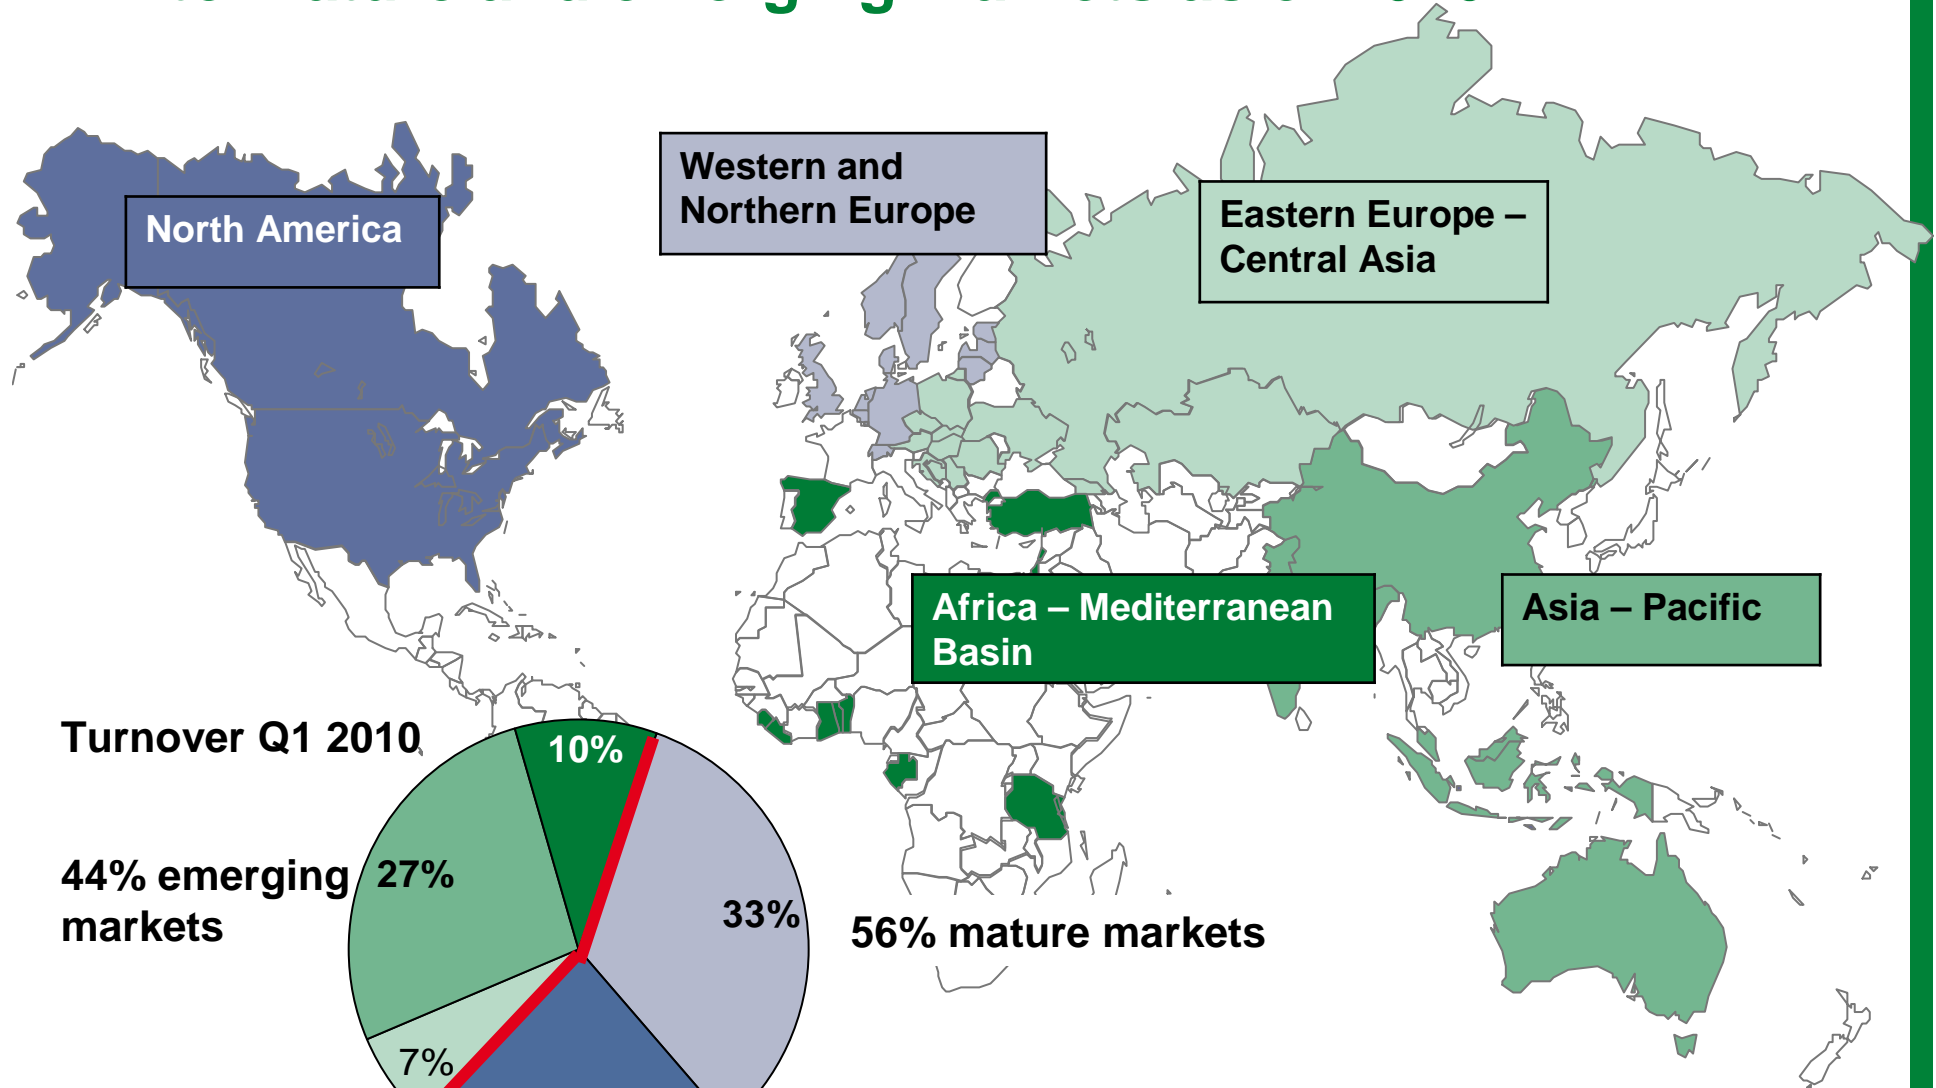 North America
Western and
Northern Europe
Eastern Europe –
Central Asia
Africa – Mediterranean
Basin
Asia – Pacific
Turnover Q1 2010
10%
44% emerging
markets
27%
33%
56% mature markets
7%